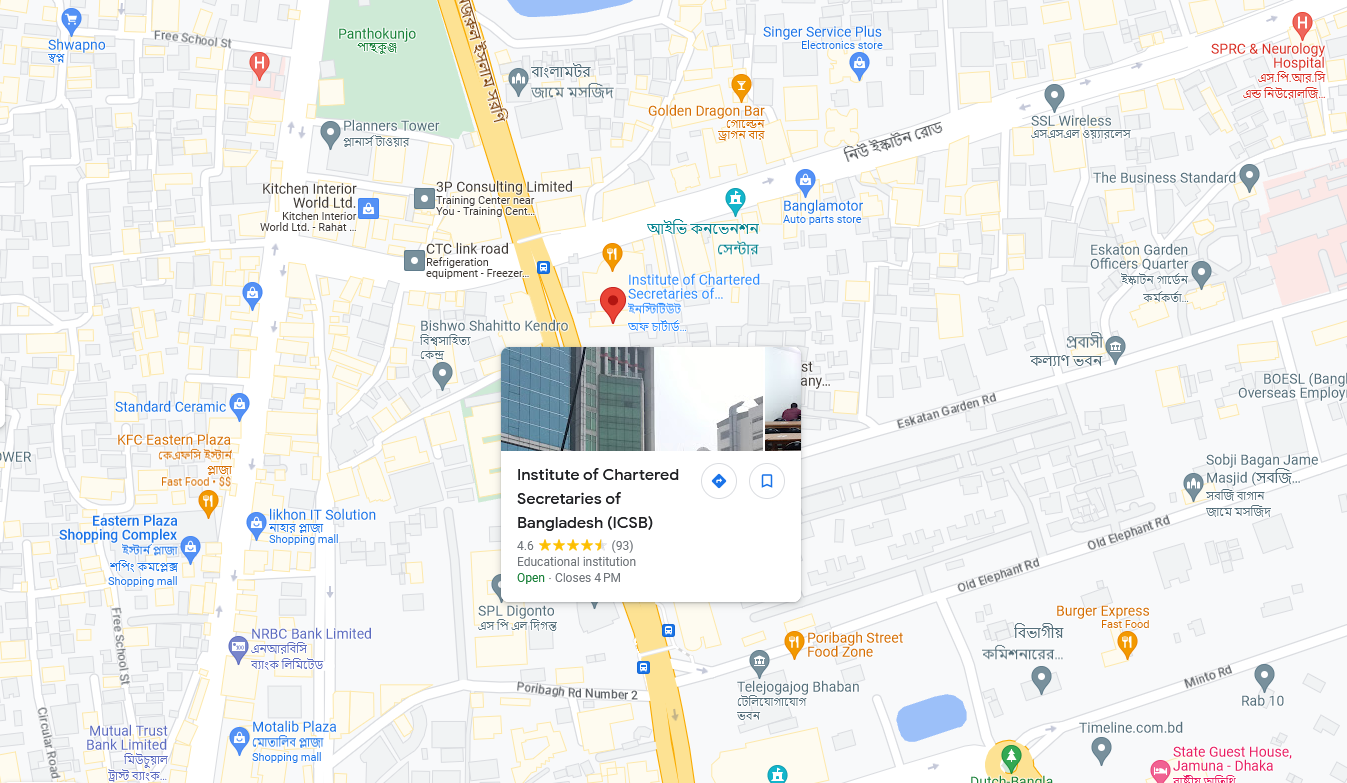 Shwapno
স্বপ্ন
Free School St
Panthokunjo
পান্থকুঞ্জ
নজরুল ইসলাম সরণি
বাংলামটর
জামে মসজিদ
Singer Service Plus
Electronics store
SPRC & Neurology
Hospital
এস.পি.আর.সি
এন্ড নিউরোলজি...
Golden Dragon Bar
গোল্ডেন
ড্রাগন বার
SSL Wireless
এসএসএল ওয়্যারলেস
Planners Tower
প্লানার্স টাওয়ার
নিউ ইস্কাটন রোড
The Business Standard
Kitchen Interior
World Ltd.
Kitchen Interior
World Ltd. - Rahat ...
3P Consulting Limited
Training Center near
You - Training Cent...
Banglamotor
Auto parts store
আইভি কনভেনশন
সেন্টার
CTC link road
Refrigeration
equipment - Freezer...
Eskaton Garden
Officers Quarter
ইস্কাটন গার্ডেন
কর্মকর্তা...
Institute of Chartered
Secretaries of...
ইনস্টিটিউট
অফ চার্টার্ড...
Bishwo Shahitto Kendro
বিশ্বসাহিত্য
কেন্দ্র
প্রবাসী
কল্যাণ ভবন
st
any...
BOESL (Bangl
Overseas Employ
Standard Ceramic
Eskatan Garden Rd
KFC Eastern Plaza
কেএফসি ইস্টার্ন
প্লাজা
Fast Food • $$
OWER
Sobji Bagan Jame
Masjid (সবজি...
সবজি বাগান
জামে মসজিদ
Institute of Chartered
Secretaries of
Bangladesh (ICSB)
4.6 (93)
Educational institution
Open · Closes 4 PM
likhon IT Solution
নাহার প্লাজা
Shopping mall
Eastern Plaza
Shopping Complex
ইস্টার্ন প্লাজা
শপিং কমপ্লেক্স
Shopping mall
Old Elephant Rd
Old Elephant Rd
SPL Digonto
এস পি এল দিগন্ত
Free School St
NRBC Bank Limited
এনআরবিসি
ব্যাংক লিমিটেড
Poribagh Street
Food Zone
Burger Express
Fast Food
বিভাগীয়
কমিশনারের...
Poribagh Rd Number 2
Telejogajog Bhaban
টেলিযোগাযোগ
ভবন
Minto Rd
Rab 10
Circular Road
Mutual Trust
Bank Limited
মিউচুয়াল
ট্রাস্ট ব্যাংক...
Motalib Plaza
মোতালিব প্লাজা
Shopping mall
Timeline.com.bd
State Guest House,
Jamuna - Dhaka
রাষ্ট্রীয় অতিথি
Dutch-Bangla